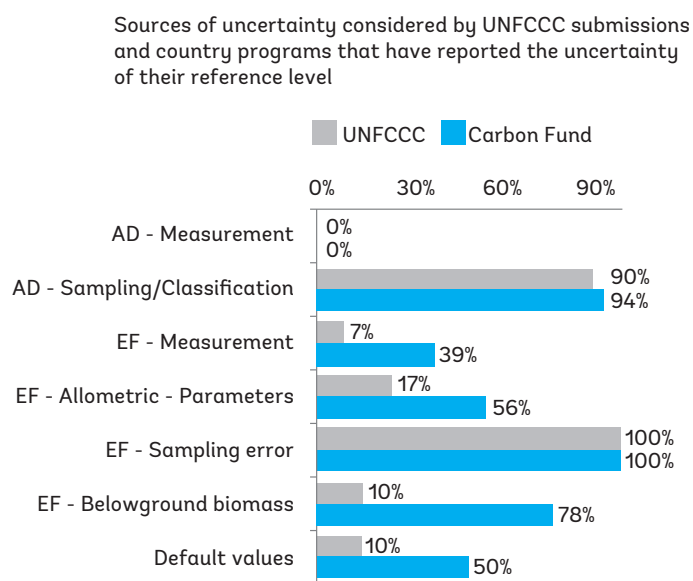 Sources of uncertainty considered by UNFCCC submissions
and country programs that have reported the uncertainty
of their reference level
UNFCCC Carbon Fund
0% 30% 60% 90%
AD - Measurement 0%
0%
AD - Sampling/Classification 90%
94%
EF - Measurement 7%
39%
EF - Allometric - Parameters 17%
56%
EF - Sampling error 100%
100%
EF - Belowground biomass 10%
78%
Default values 10%
50%